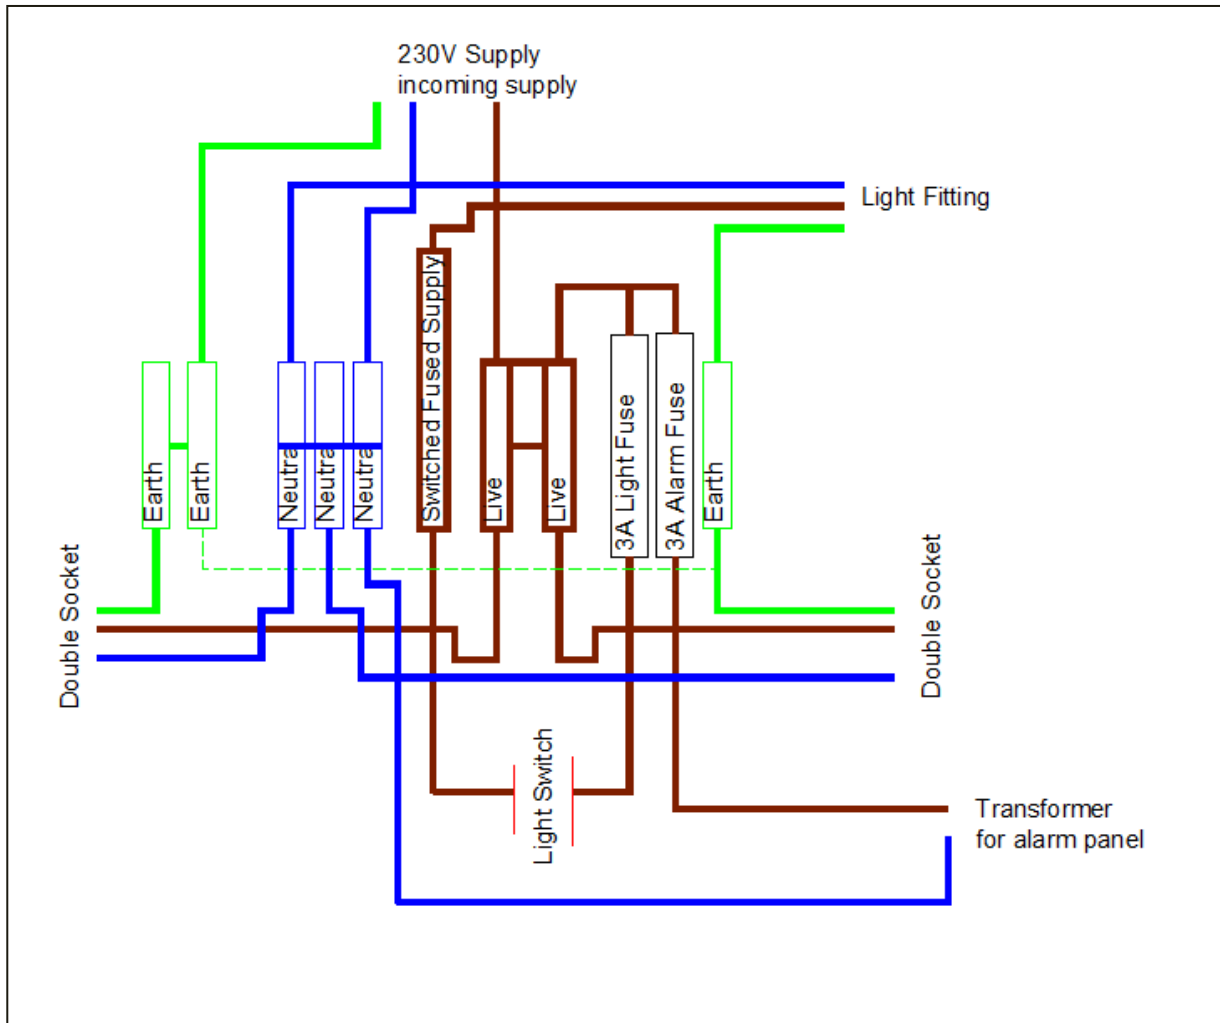 230V Supply
incoming supply
Light Fitting
Earth
Earth
Neutra
Neutra
Neutra
Switched Fused Supply
Live
Live
3A Light Fuse
3A Alarm Fuse
Earth
Double Socket
Double Socket
Light Switch
Transformer
for alarm panel